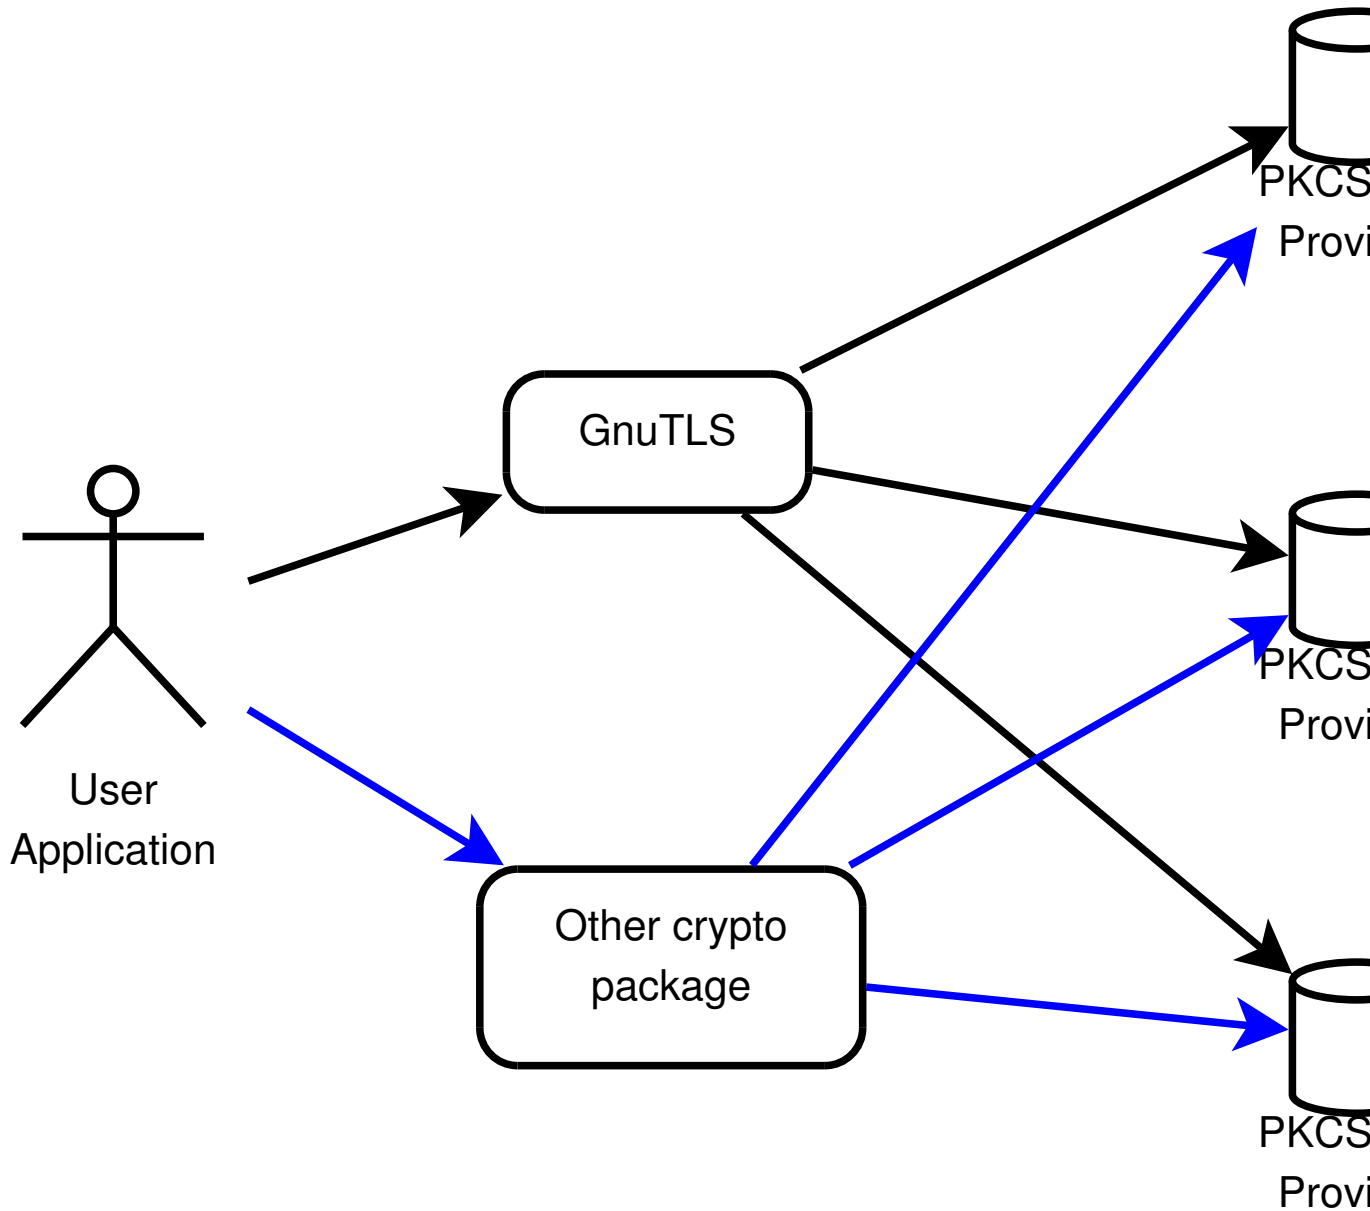 PKCS
Provi
GnuTLS
PKCS
Provi
User
Application
Other crypto
package
PKCS
Provi